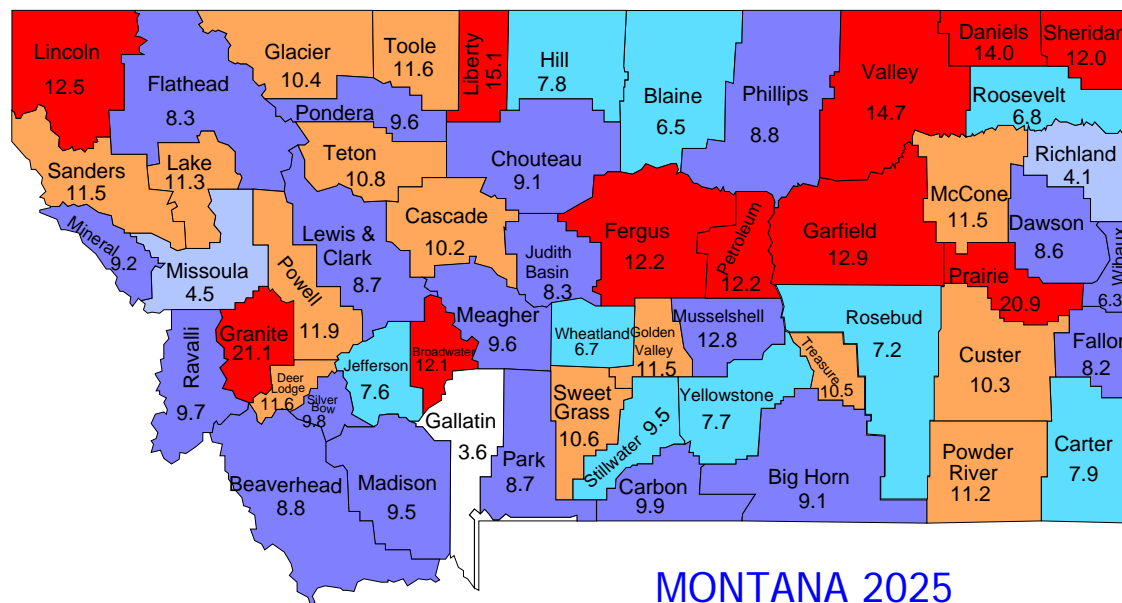 Lincoln
12.5
Flathead
8.3
Glacier
10.4
Toole
11.6
Liberty
15.1
Hill
7.8
Blaine
6.5
Phillips
8.8
Valley
14.7
Daniels
14.0
Sheridan
12.0
Roosevelt
6.8
Pondera
9.6
Teton
10.8
Chouteau
9.1
Richland
4.1
Sanders
11.5
Lake
11.3
McCone
11.5
Dawson
8.6
Wibaux
6.3
Mineral
9.2
Missoula
4.5
Powell
11.9
Lewis &
Clark
8.7
Cascade
10.2
Judith
Basin
8.3
Fergus
12.2
Petroleum
12.2
Garfield
12.9
Prairie
20.9
Ravalli
9.7
Granite
21.1
Deer
Lodge
11.6
Silver
Bow
9.8
Jefferson
7.6
Broadwater
12.1
Meagher
9.6
Wheatland
6.7
Golden
Valley
11.5
Musselshell
12.8
Treasure
10.5
Rosebud
7.2
Custer
10.3
Fallon
8.2
Gallatin
3.6
Sweet
Grass
10.6
Stillwater
9.5
Yellowstone
7.7
Beaverhead
8.8
Madison
9.5
Park
8.7
Carbon
9.9
Big Horn
9.1
Powder
River
11.2
Carter
7.9
MONTANA 2025